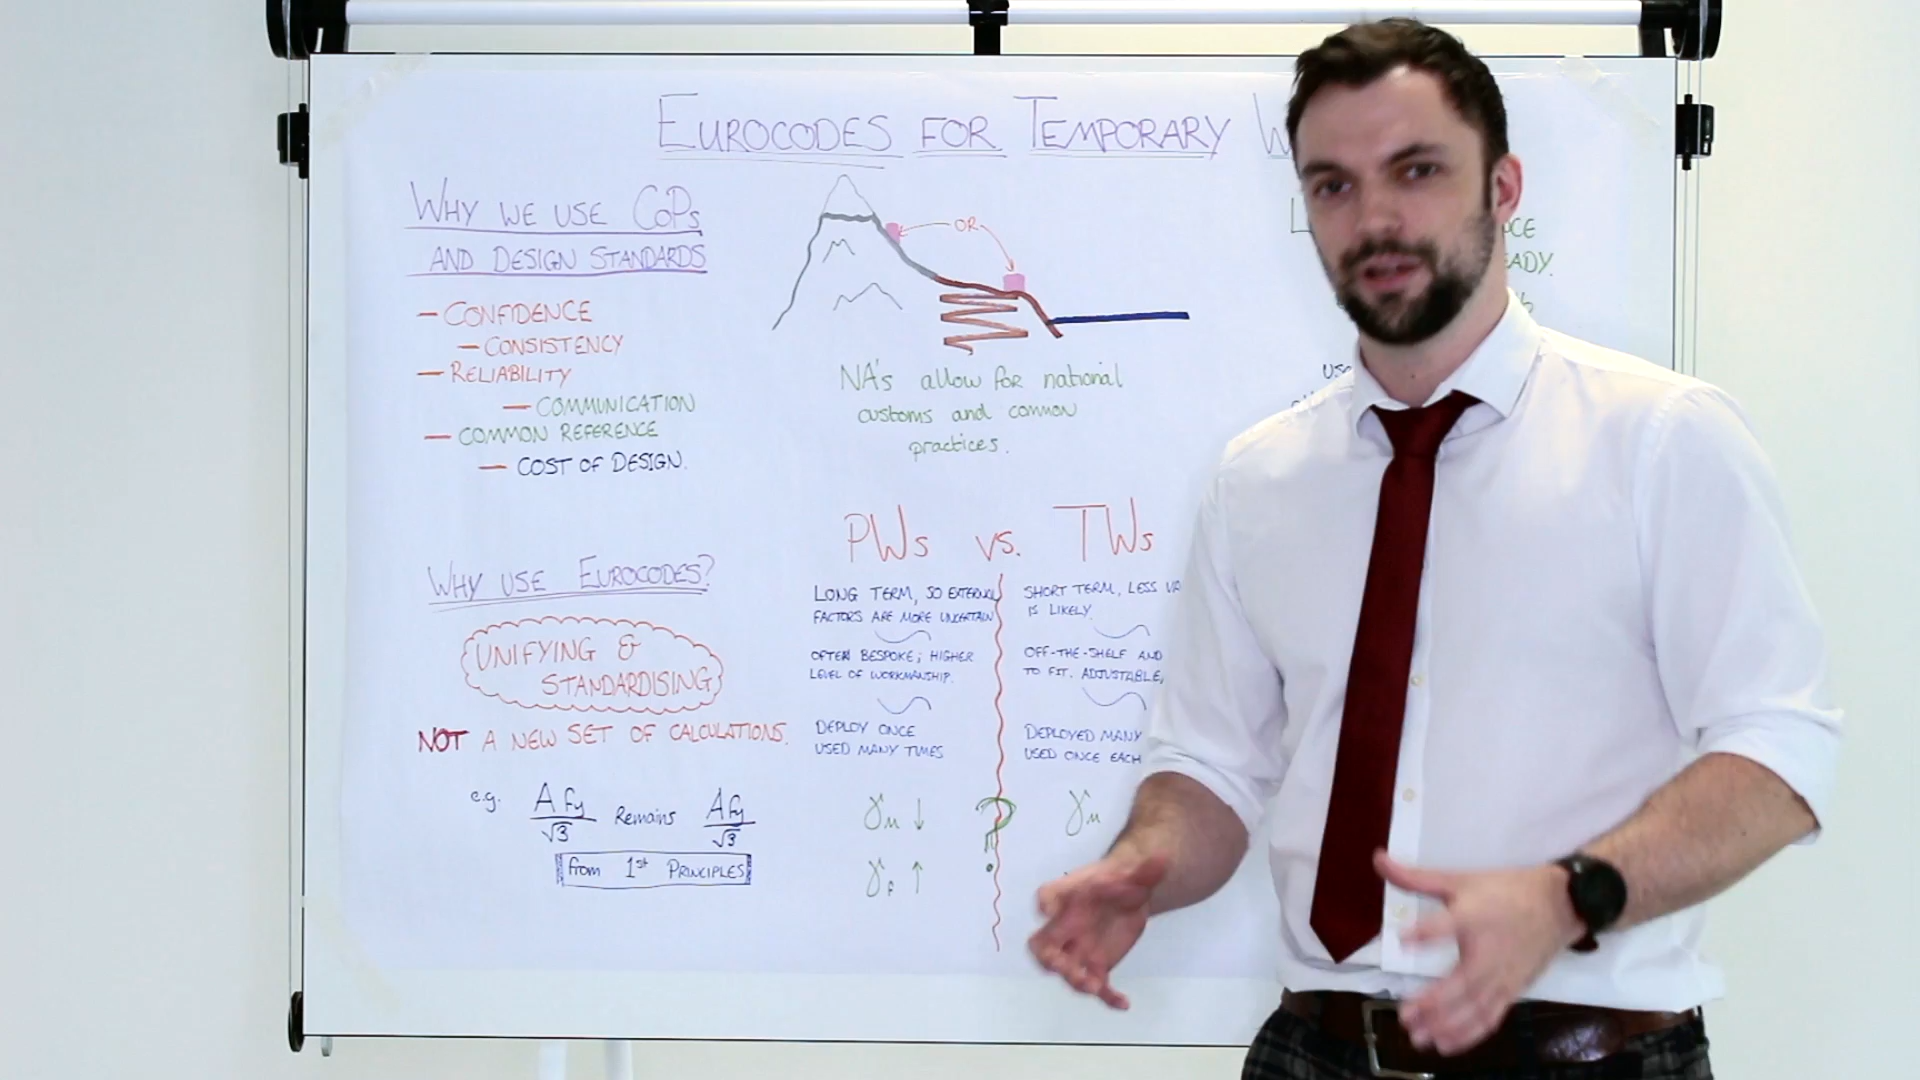 EUROCODES FOR TEMPORARY
WHY WE USE CoPs
AND DESIGN STANDARDS
- CONFIDENCE
- CONSISTENCY
- RELIABILITY
- COMMUNICATION
- COMMON REFERENCE
- COST OF DESIGN.
WHY USE EUROCODES?
UNIFYING &
STANDARDISING
NOT A NEW SET OF CALCULATIONS.
e.g. A fy/√3 Remains A fy/√3
from 1st PRINCIPLES
OR
NA's allow for national
customs and common
practices.
PWs vs. TWs
LONG TERM, SO EXTERNAL
FACTORS ARE MORE UNCERTAIN
OFTEN BESPOKE; HIGHER
LEVEL OF WORKMANSHIP.
DEPLOY ONCE
USED MANY TIMES
γM ↓
γF ↑
?
SHORT TERM, LESS
IS LIKELY.
OFF-THE-SHELF AND
TO FIT. ADJUSTABLE,
DEPLOYED MANY
USED ONCE EACH
γM